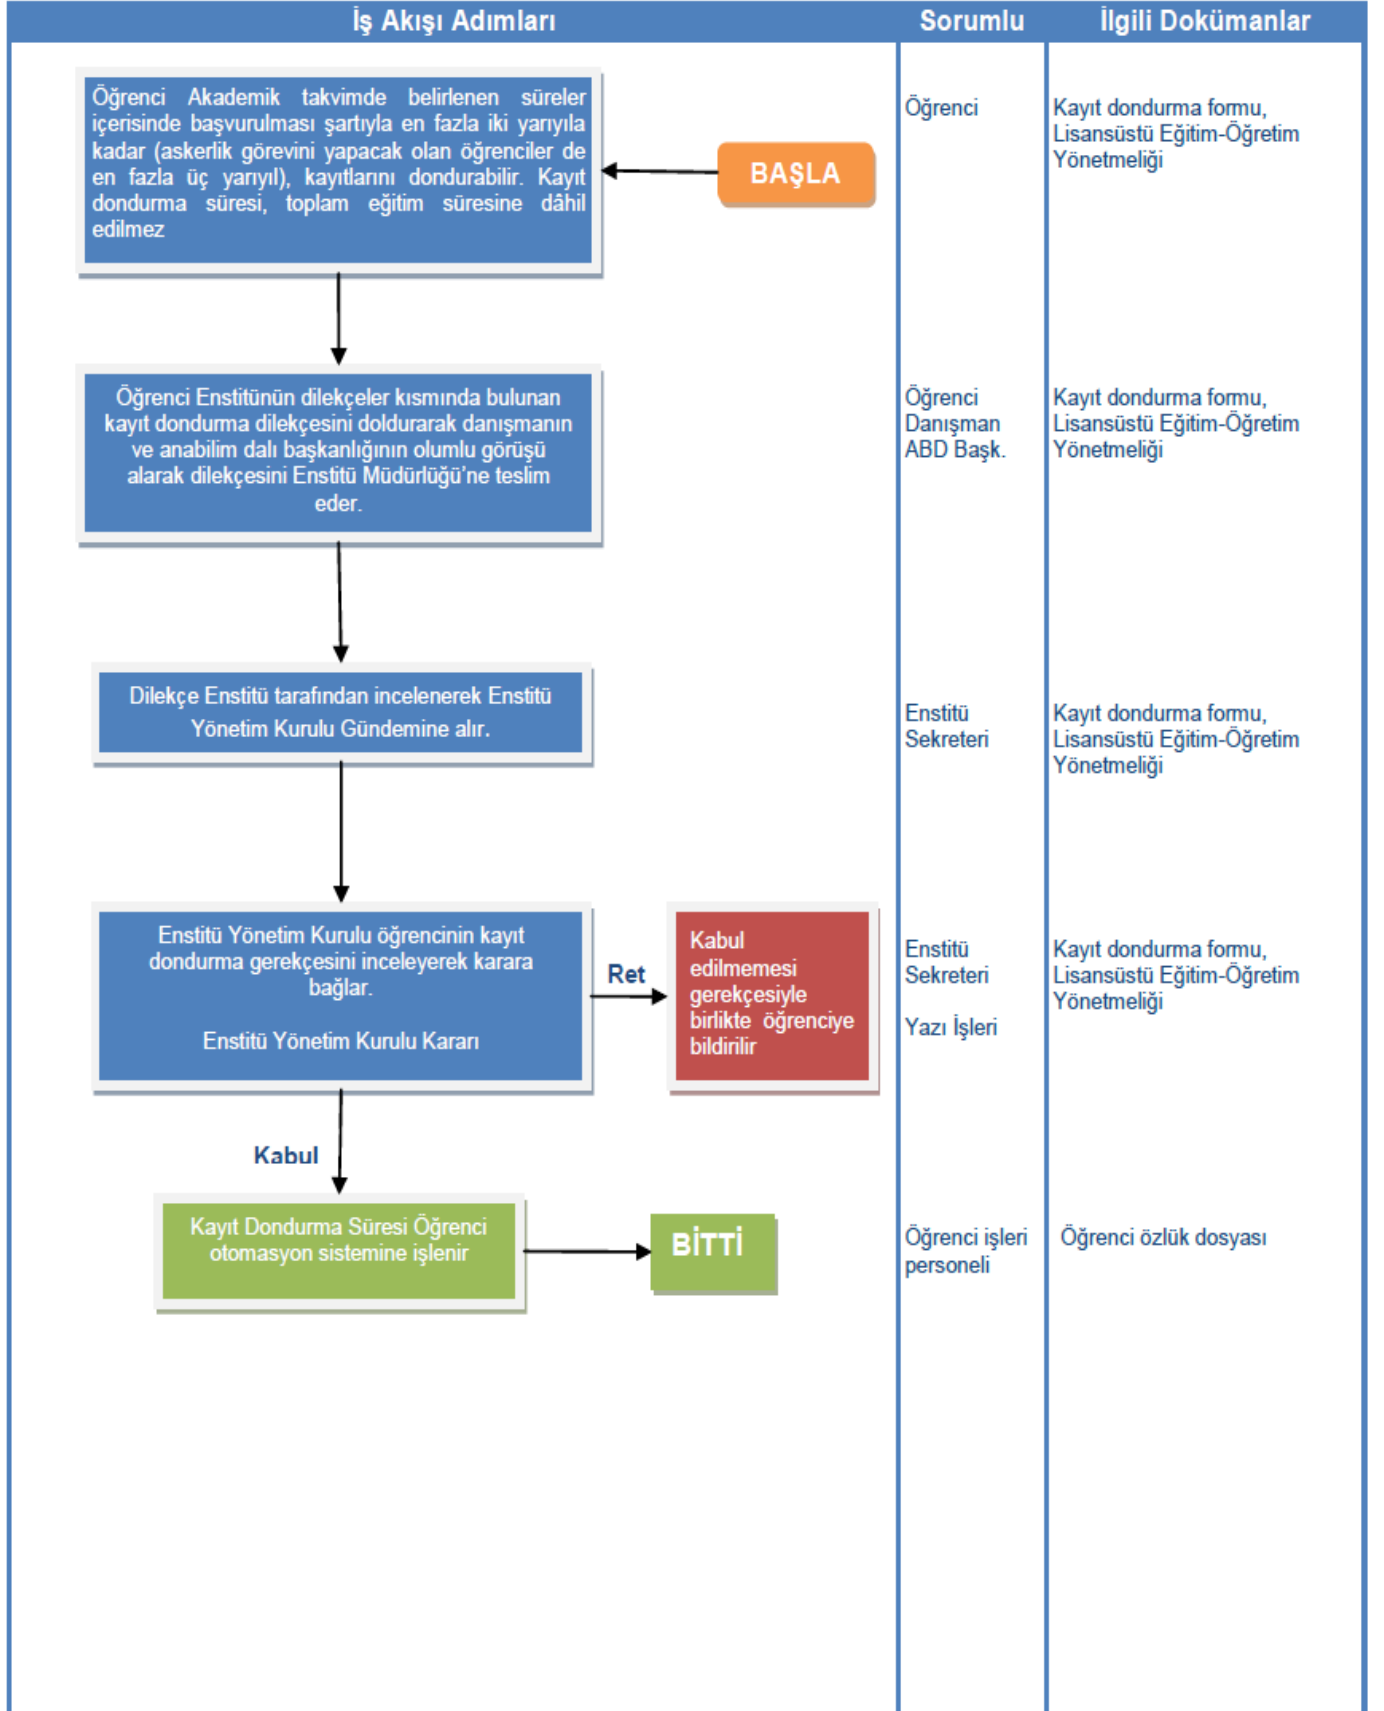 İş Akışı Adımları
Sorumlu
İlgili Dokümanlar
Öğrenci Akademik takvimde belirlenen süreler
içerisinde başvurulması şartıyla en fazla iki yarıyıla
kadar (askerlik görevini yapacak olan öğrenciler de
en fazla üç yarıyıl), kayıtlarını dondurabilir. Kayıt
dondurma süresi, toplam eğitim süresine dâhil
edilmez
BAŞLA
Öğrenci
Kayıt dondurma formu,
Lisansüstü Eğitim-Öğretim
Yönetmeliği
Öğrenci Enstitünün dilekçeler kısmında bulunan
kayıt dondurma dilekçesini doldurarak danışmanın
ve anabilim dalı başkanlığının olumlu görüşü
alarak dilekçesini Enstitü Müdürlüğü’ne teslim
eder.
Öğrenci
Danışman
ABD Başk.
Kayıt dondurma formu,
Lisansüstü Eğitim-Öğretim
Yönetmeliği
Dilekçe Enstitü tarafından incelenerek Enstitü
Yönetim Kurulu Gündemine alır.
Enstitü
Sekreteri
Kayıt dondurma formu,
Lisansüstü Eğitim-Öğretim
Yönetmeliği
Enstitü Yönetim Kurulu öğrencinin kayıt
dondurma gerekçesini inceleyerek karara
bağlar.
Enstitü Yönetim Kurulu Kararı
Ret
Kabul
edilmemesi
gerekçesiyle
birlikte öğrenciye
bildirilir
Enstitü
Sekreteri
Yazı İşleri
Kayıt dondurma formu,
Lisansüstü Eğitim-Öğretim
Yönetmeliği
Kabul
Kayıt Dondurma Süresi Öğrenci
otomasyon sistemine işlenir
BİTTİ
Öğrenci işleri
personeli
Öğrenci özlük dosyası